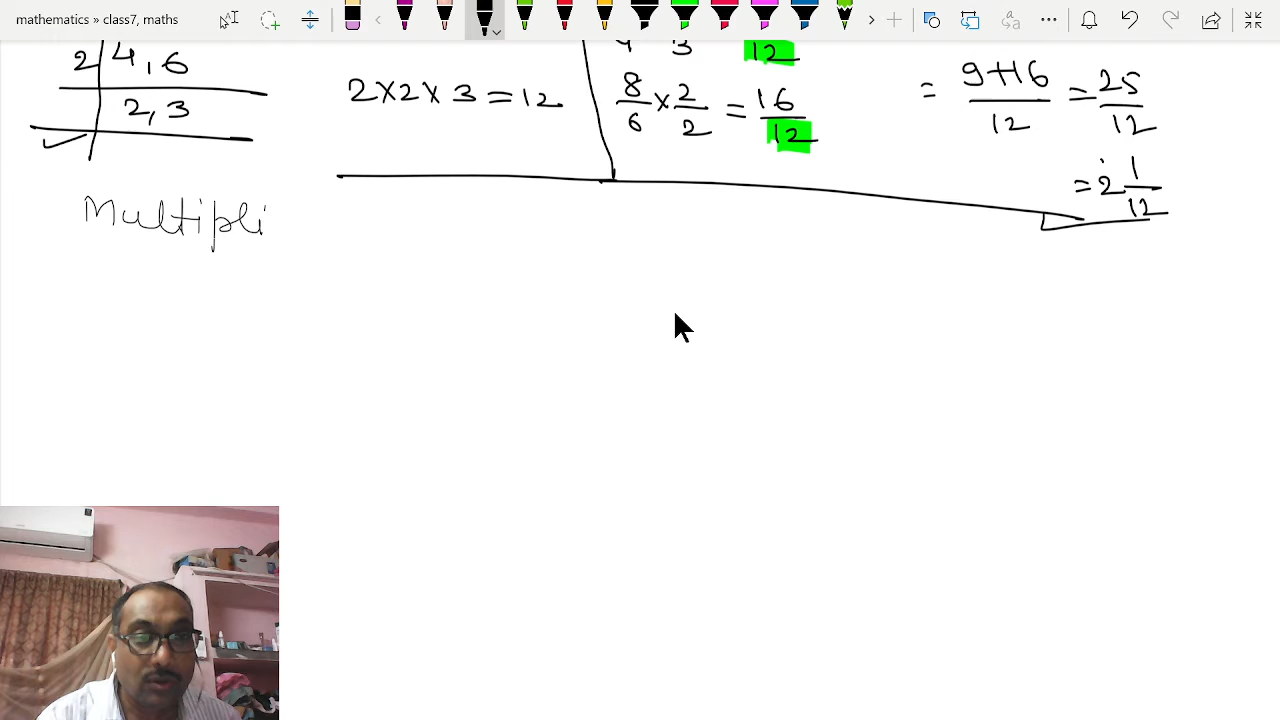 mathematics » class7, maths
2 | 4, 6
2, 3
2×2×3=12
12
8/6 × 2/2 = 16/12
= 9+16/12 = 25/12
= 2 1/12
Multipli